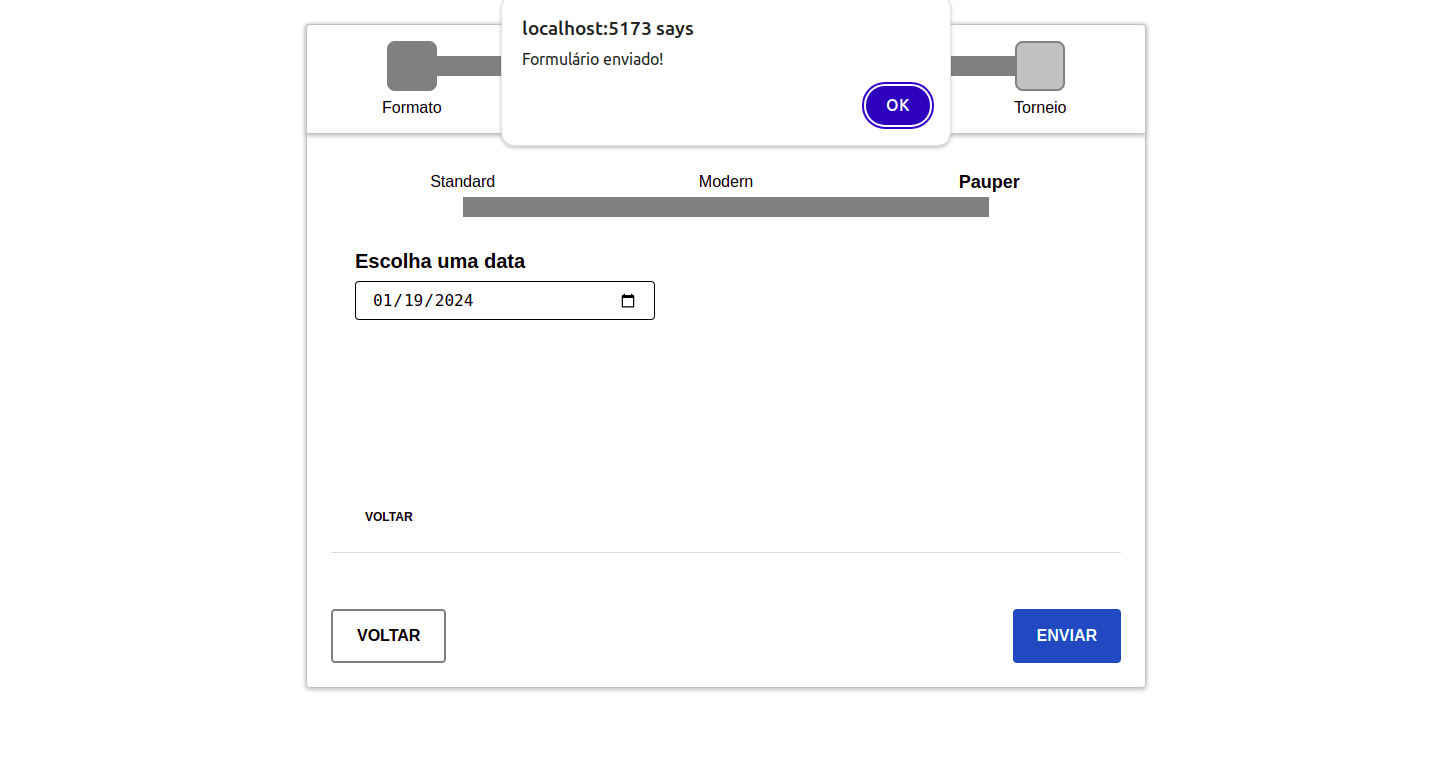 localhost:5173 says
Formulário enviado!
OK
Formato
Torneio
Standard
Modern
Pauper
Escolha uma data
01/19/2024
VOLTAR
VOLTAR
ENVIAR